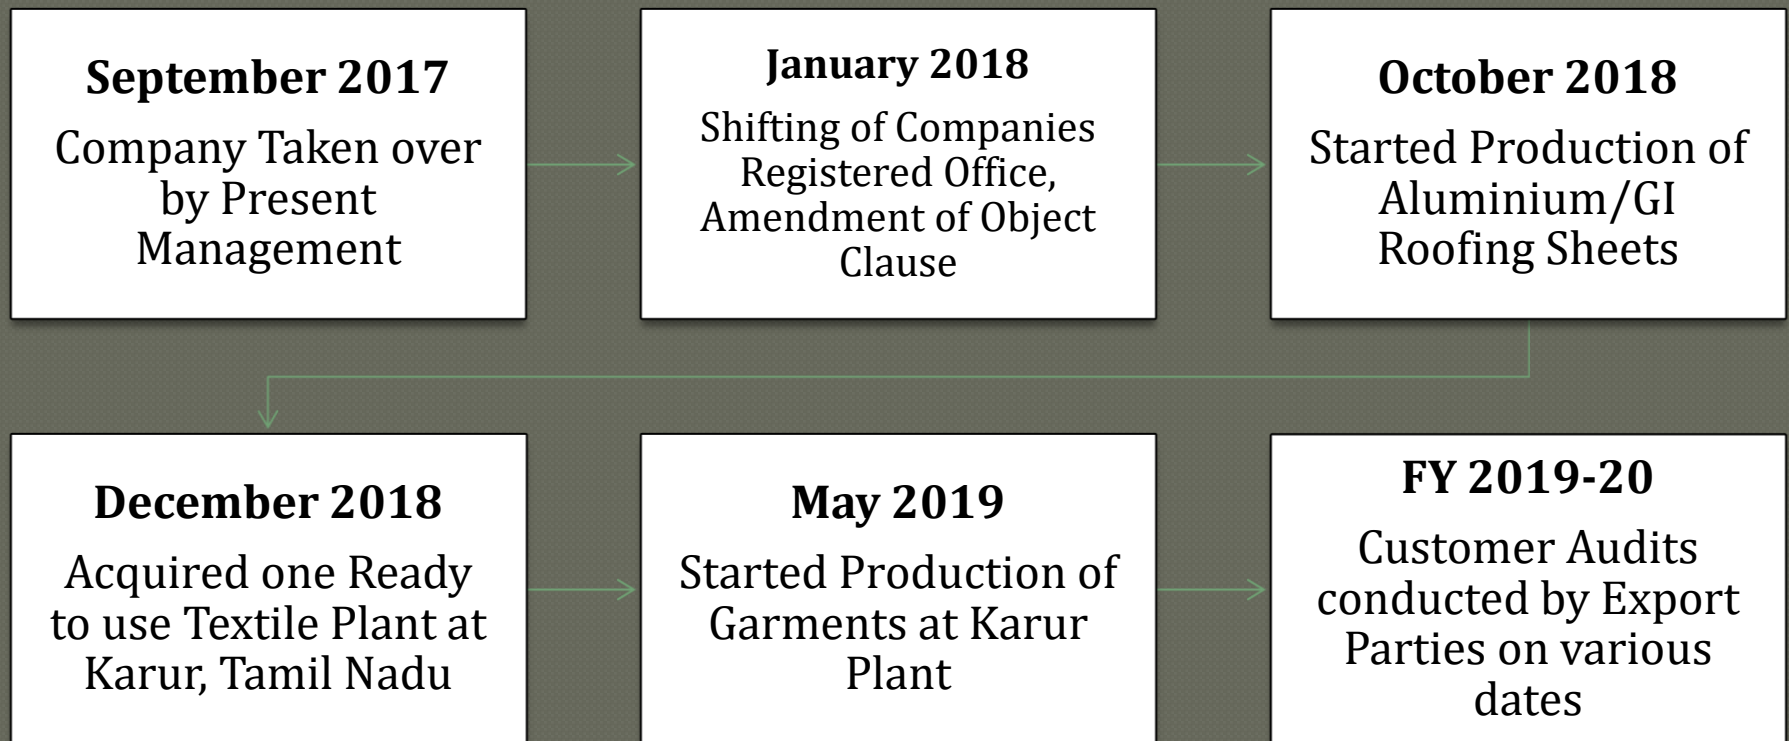 September 2017
Company Taken over
by Present
Management
January 2018
Shifting of Companies
Registered Office,
Amendment of Object
Clause
October 2018
Started Production of
Aluminium/GI
Roofing Sheets
December 2018
Acquired one Ready
to use Textile Plant at
Karur, Tamil Nadu
May 2019
Started Production of
Garments at Karur
Plant
FY 2019-20
Customer Audits
conducted by Export
Parties on various
dates